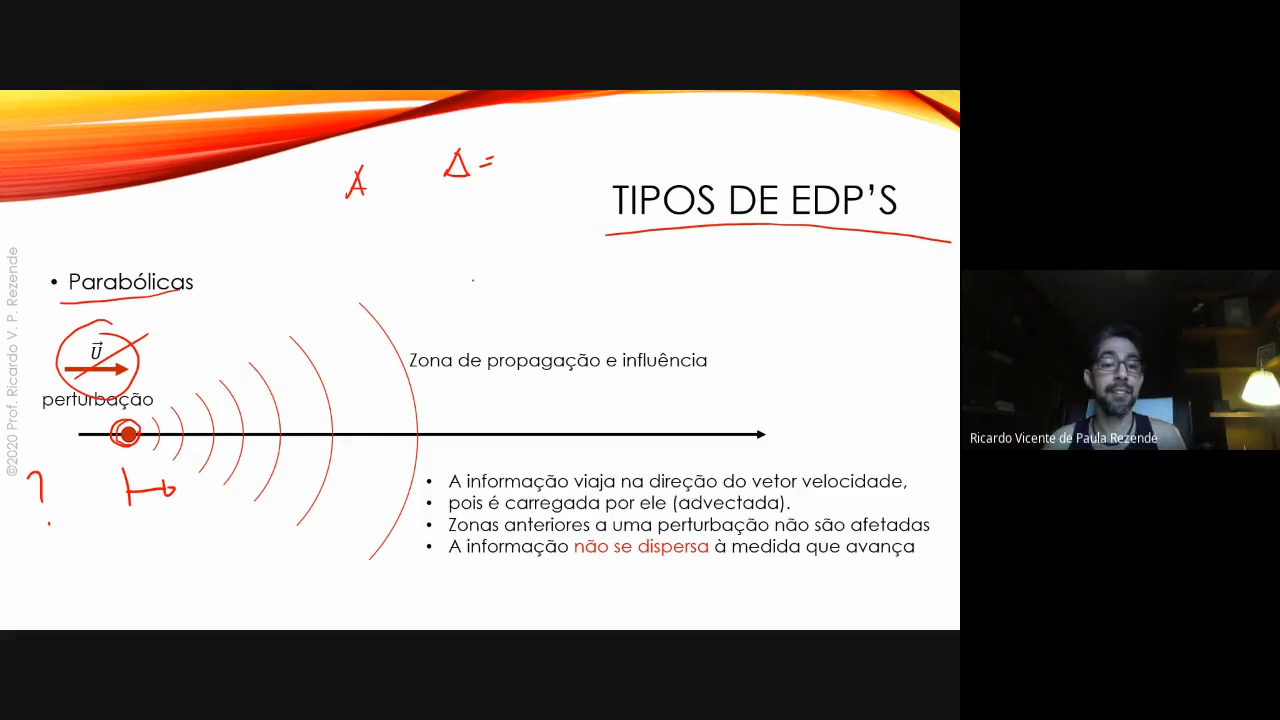 A Δ =
TIPOS DE EDP'S
©2020 Prof. Ricardo V. P. Rezende
• Parabólicas
U
Zona de propagação e influência
perturbação
?
• A informação viaja na direção do vetor velocidade,
• pois é carregada por ele (advectada).
• Zonas anteriores a uma perturbação não são afetadas
• A informação não se dispersa à medida que avança
Ricardo Vicente de Paula Rezende